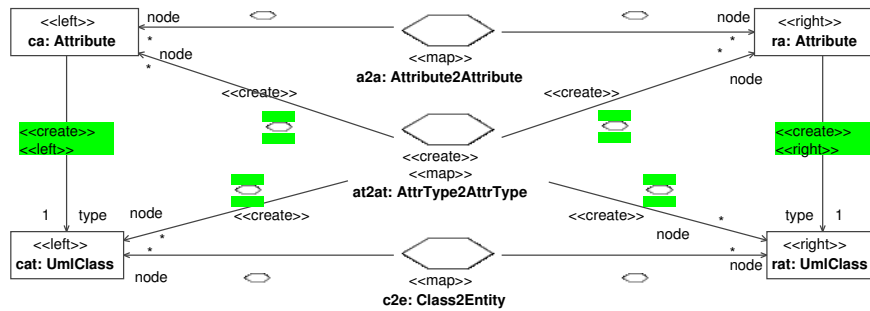 node
node
<<left>>
<<right>>
ca: Attribute
*
node
*
<<map>>
*
*
ra: Attribute
a2a: Attribute2Attribute
node
<<create>>
<<create>>
<<create>>
<<left>>
<<create>>
<<right>>
<<create>>
<<map>>
at2at: AttrType2AttrType
1 type
node
<<create>>
<<create>>
*
type 1
*
node
<<left>>
*
*
<<right>>
cat: UmlClass
<<map>>
rat: UmlClass
node
node
c2e: Class2Entity